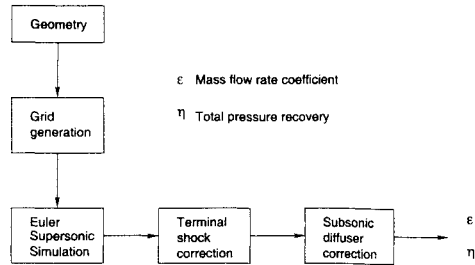 Geometry
ε Mass flow rate coefficient
Grid
generation
η Total pressure recovery
Euler
Supersonic
Simulation
Terminal
shock
correction
Subsonic
diffuser
correction
ε
η